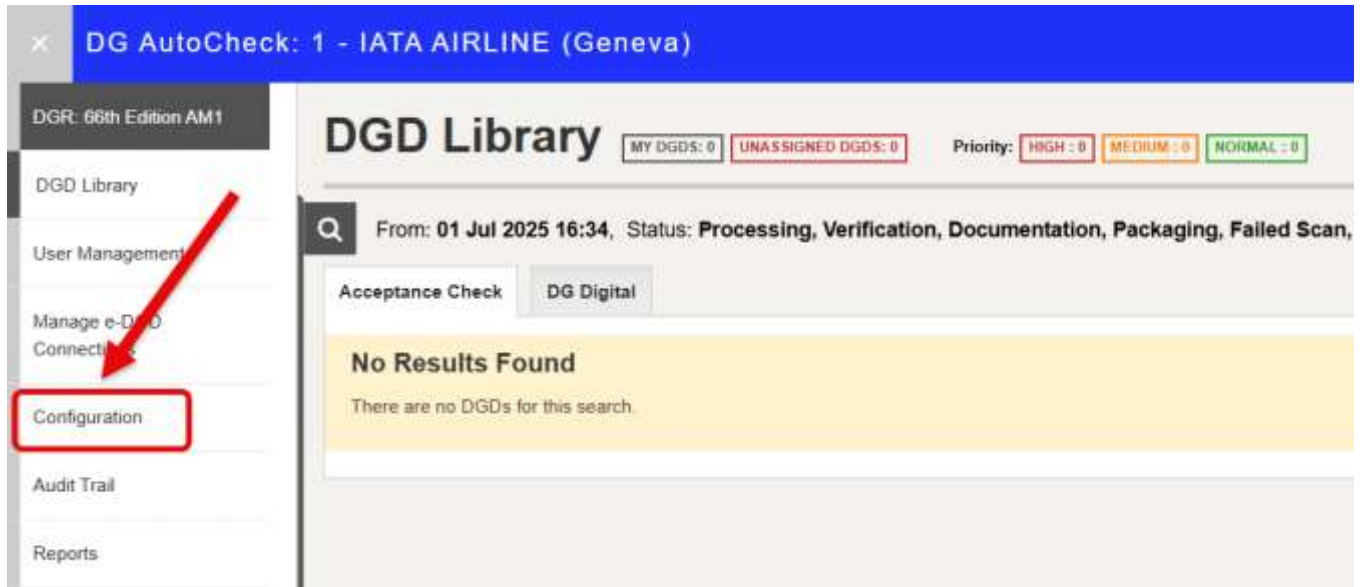 × DG AutoCheck: 1 - IATA AIRLINE (Geneva)
DGR: 66th Edition AM1
DGD Library
User Management
Manage e-DGD
Connections
Configuration
Audit Trail
Reports
DGD Library MY DGDS: 0 UNASSIGNED DGDS: 0 Priority: HIGH : 0 MEDIUM : 0 NORMAL : 0
From: 01 Jul 2025 16:34, Status: Processing, Verification, Documentation, Packaging, Failed Scan,
Acceptance Check DG Digital
No Results Found
There are no DGDs for this search.